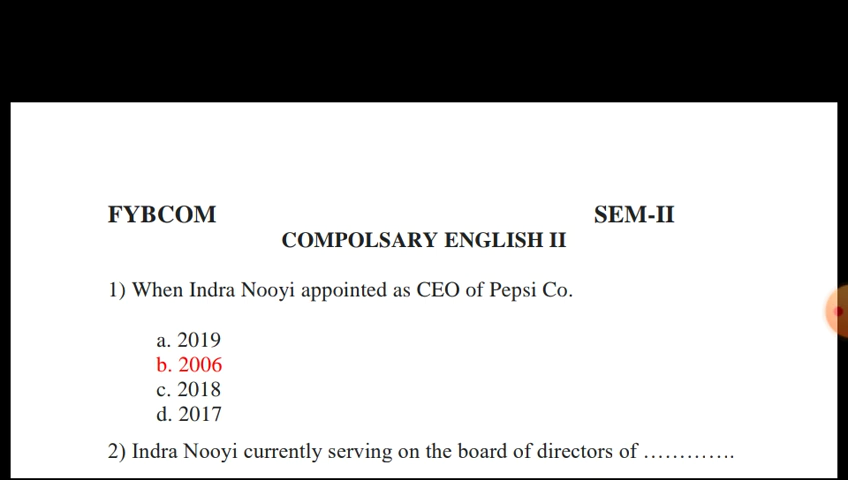 FYBCOM SEM-II
COMPOLSARY ENGLISH II
1) When Indra Nooyi appointed as CEO of Pepsi Co.
a. 2019
b. 2006
c. 2018
d. 2017
2) Indra Nooyi currently serving on the board of directors of .............